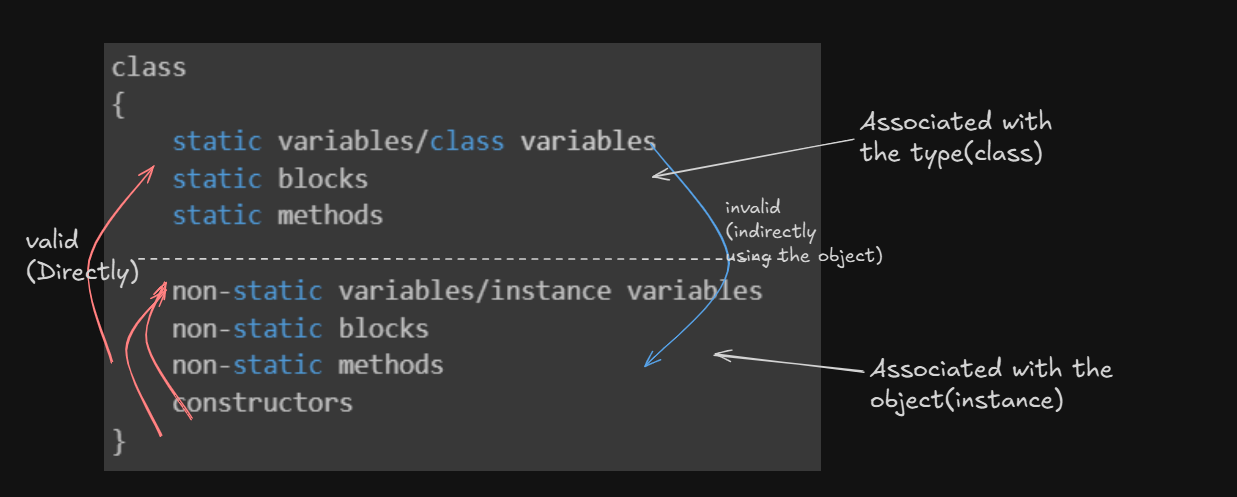 class
{
static variables/class variables
static blocks
static methods
non-static variables/instance variables
non-static blocks
non-static methods
constructors
}
valid
(Directly)
Associated with
the type(class)
invalid
(indirectly
using the object)
Associated with the
object(instance)